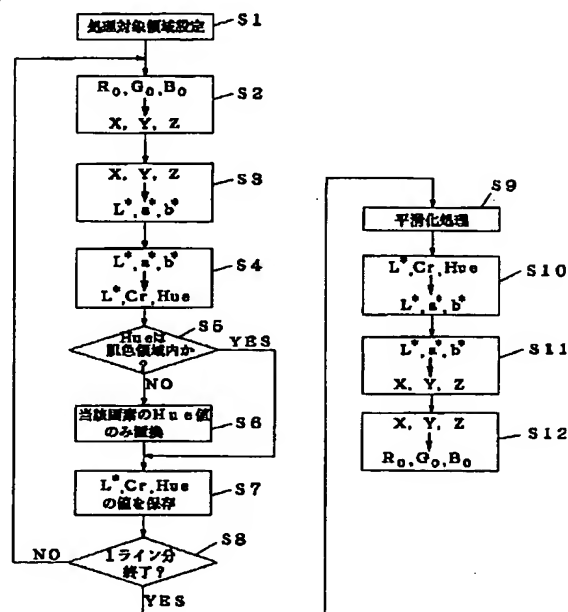 処理対象領域設定 S1
R₀,G₀,B₀
X, Y, Z
S2
X, Y, Z
L*,a*,b*
S3
L*,a*,b*
L*,Cr,Hue
S4
Hueは
肌色領域内か
?
S5
YES
NO
当該画素のHue値
のみ置換
S6
L*,Cr,Hue
の値を保存
S7
1ライン分
終了?
S8
NO
YES
平滑化処理
S9
L*,Cr,Hue
L*,a*,b*
S10
L*,a*,b*
X, Y, Z
S11
X, Y, Z
R₀,G₀,B₀
S12